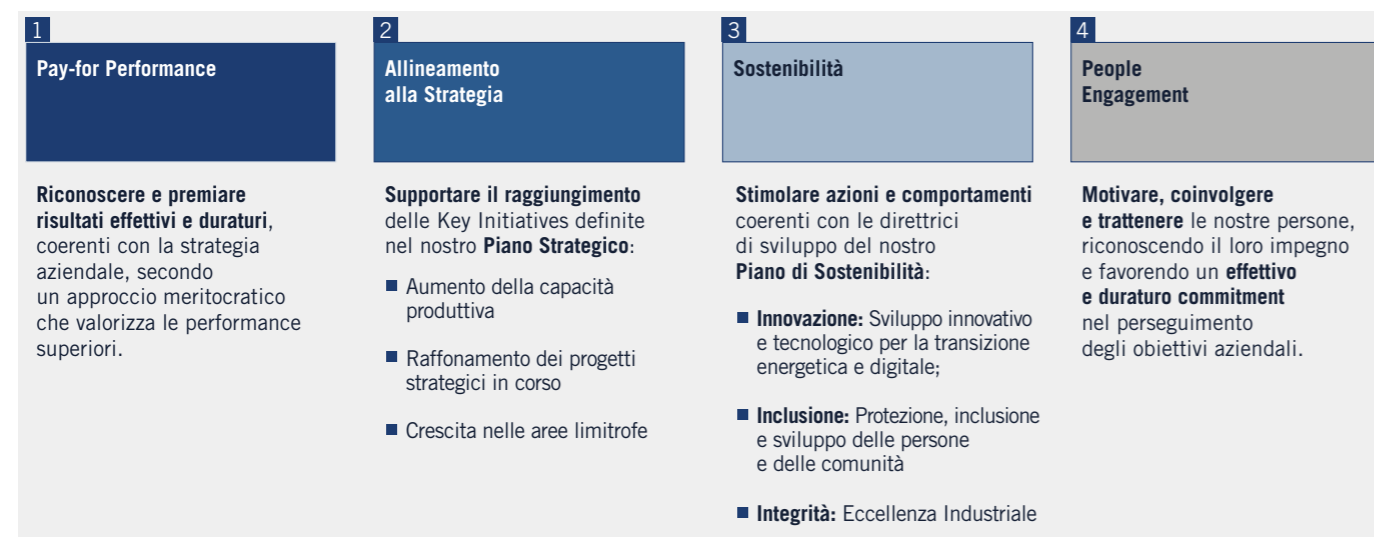 1
Pay-for Performance
Riconoscere e premiare
risultati effettivi e duraturi,
coerenti con la strategia
aziendale, secondo
un approccio meritocratico
che valorizza le performance
superiori.
2
Allineamento
alla Strategia
Supportare il raggiungimento
delle Key Initiatives definite
nel nostro Piano Strategico:
■ Aumento della capacità
produttiva
■ Raffonamento dei progetti
strategici in corso
■ Crescita nelle aree limitrofe
3
Sostenibilità
Stimolare azioni e comportamenti
coerenti con le direttrici
di sviluppo del nostro
Piano di Sostenibilità:
■ Innovazione: Sviluppo innovativo
e tecnologico per la transizione
energetica e digitale;
■ Inclusione: Protezione, inclusione
e sviluppo delle persone
e delle comunità
■ Integrità: Eccellenza Industriale
4
People
Engagement
Motivare, coinvolgere
e trattenere le nostre persone,
riconoscendo il loro impegno
e favorendo un effettivo
e duraturo commitment
nel perseguimento
degli obiettivi aziendali.